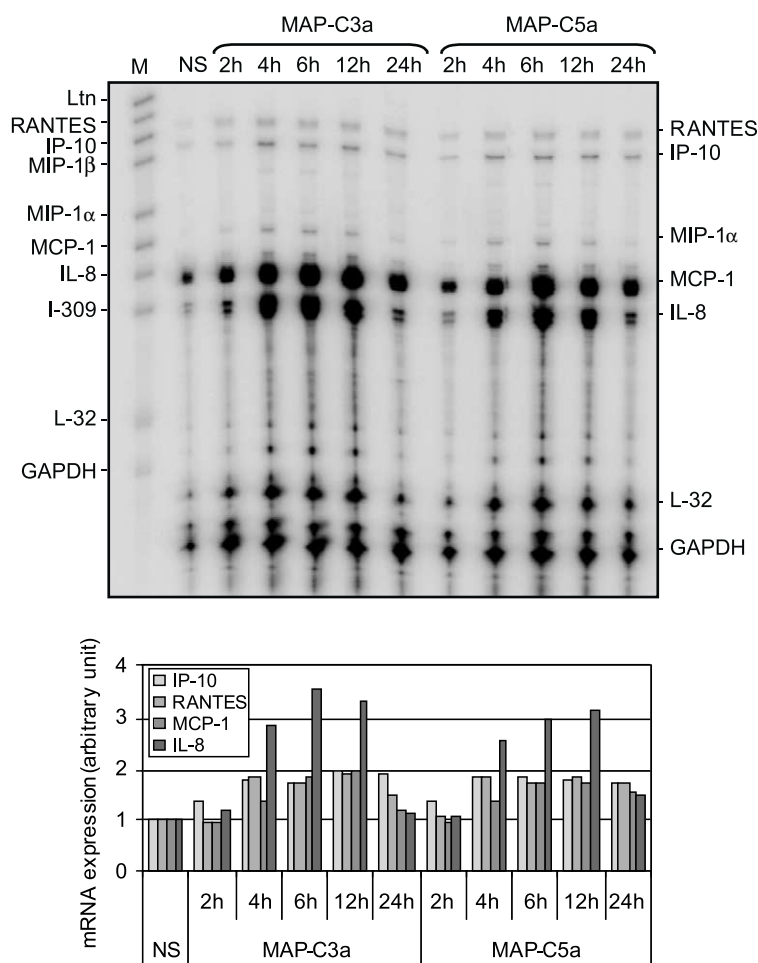 MAP-C3a MAP-C5a
M NS 2h 4h 6h 12h 24h 2h 4h 6h 12h 24h
Ltn
RANTES
IP-10
MIP-1β
MIP-1α
MCP-1
IL-8
I-309
L-32
GAPDH
RANTES
IP-10
MIP-1α
MCP-1
IL-8
L-32
GAPDH
mRNA expression (arbitrary unit)
4
3
2
1
0
IP-10
RANTES
MCP-1
IL-8
2h 4h 6h 12h 24h 2h 4h 6h 12h 24h
NS MAP-C3a MAP-C5a